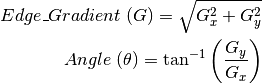 Edge_Gradient (G) = √(G_x^2 + G_y^2)
Angle (θ) = tan^{-1} (G_y / G_x)